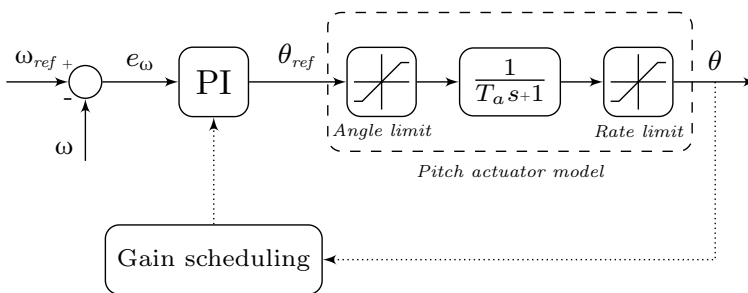 ω_ref + e_ω PI θ_ref 1 θ
-
T_a s+1
Angle limit Rate limit
ω
Pitch actuator model
Gain scheduling